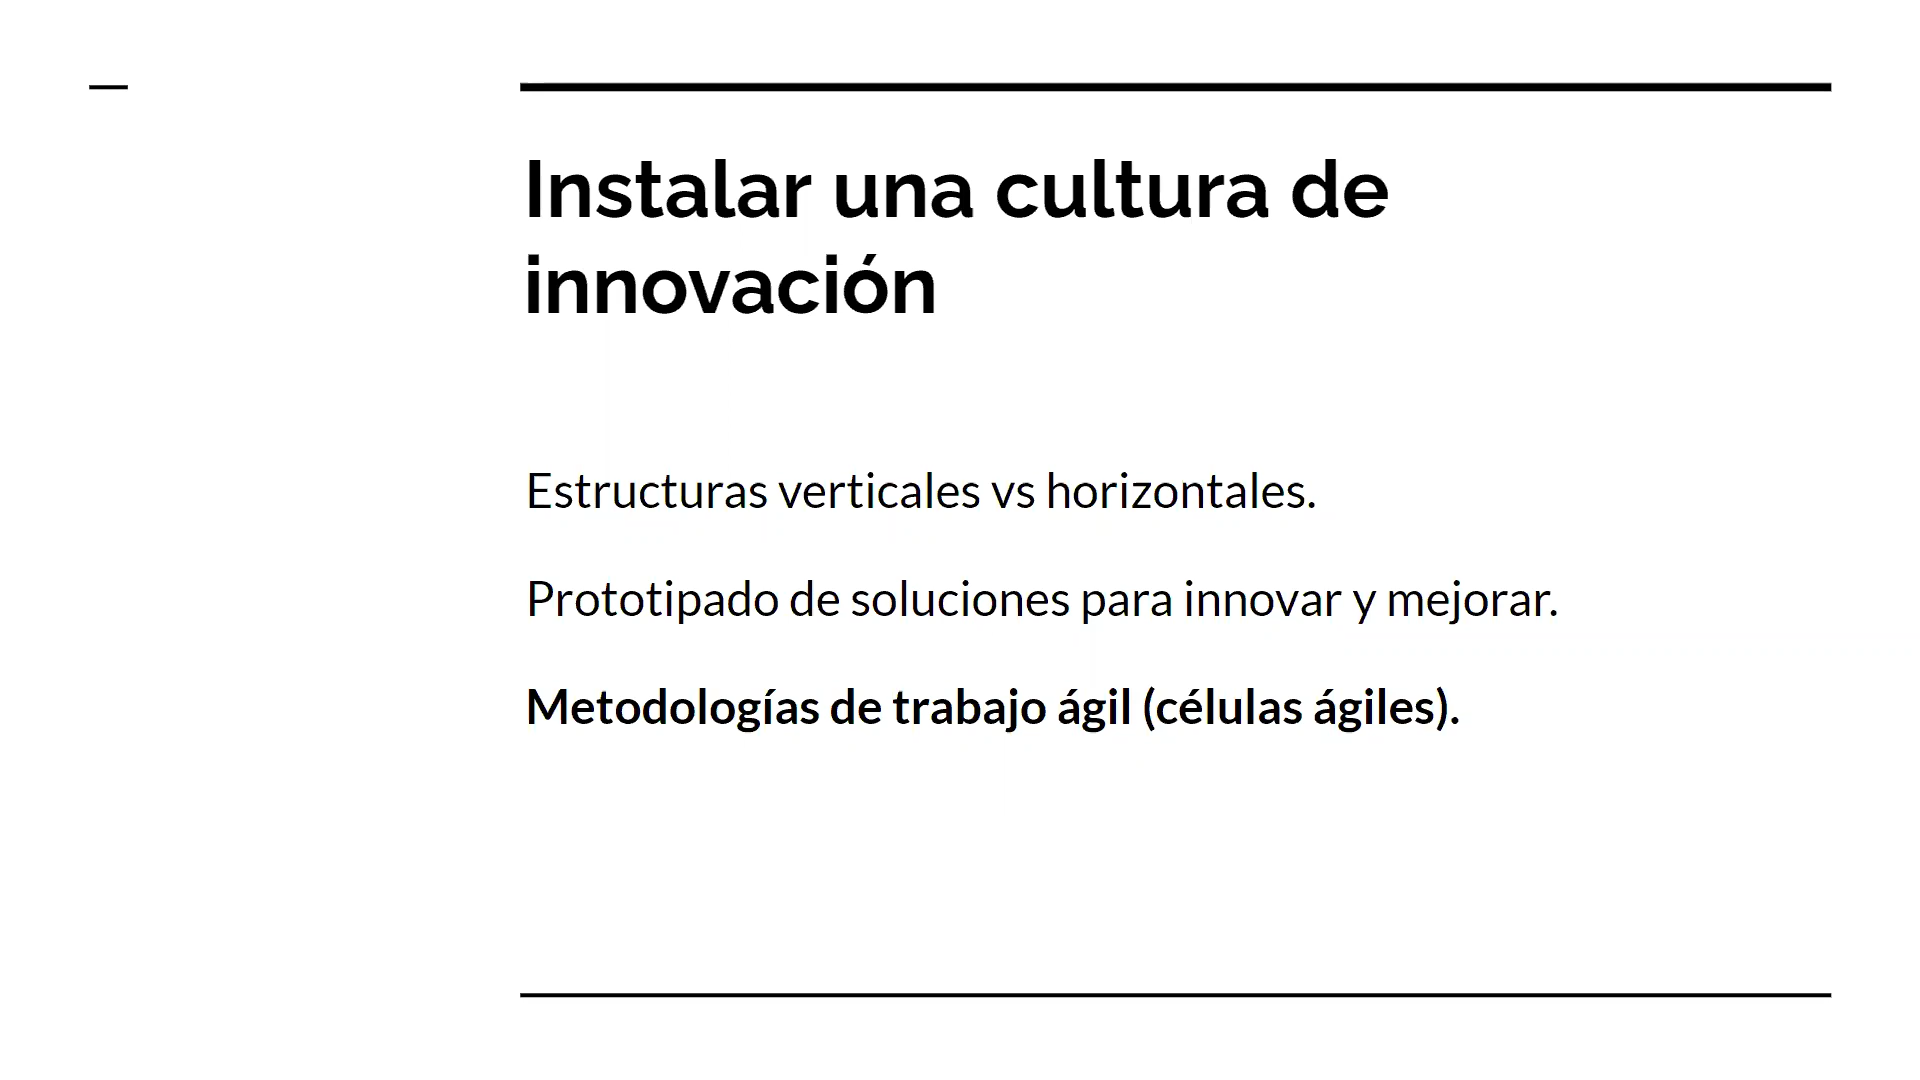 Instalar una cultura de
innovación
Estructuras verticales vs horizontales.
Prototipado de soluciones para innovar y mejorar.
Metodologías de trabajo ágil (células ágiles).